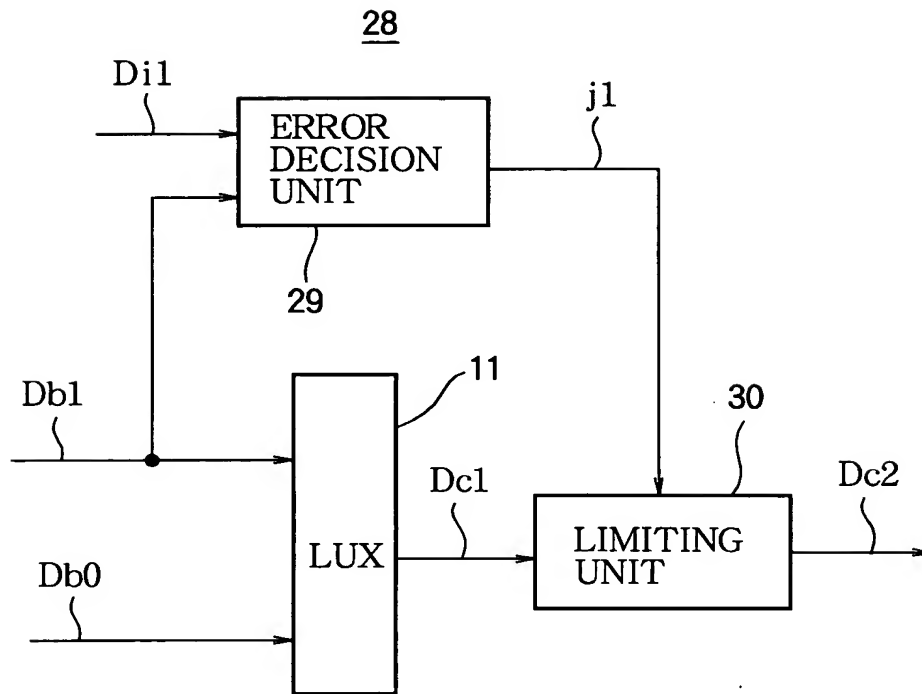 28
Di1
ERROR
DECISION
UNIT
j1
29
Db1
11
30
Dc1
Dc2
LUX
LIMITING
UNIT
Db0